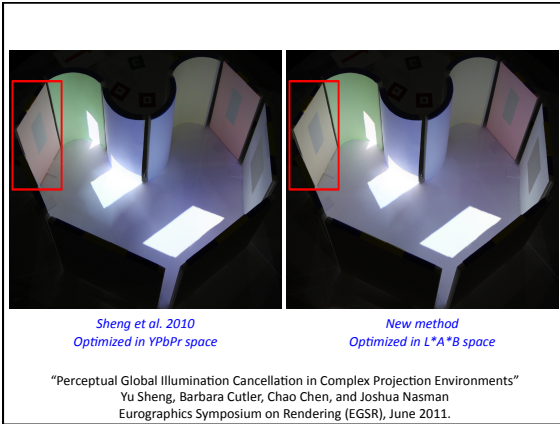 Sheng et al. 2010
Optimized in YPbPr space
New method
Optimized in L*A*B space
“Perceptual Global Illumination Cancellation in Complex Projection Environments”
Yu Sheng, Barbara Cutler, Chao Chen, and Joshua Nasman
Eurographics Symposium on Rendering (EGSR), June 2011.